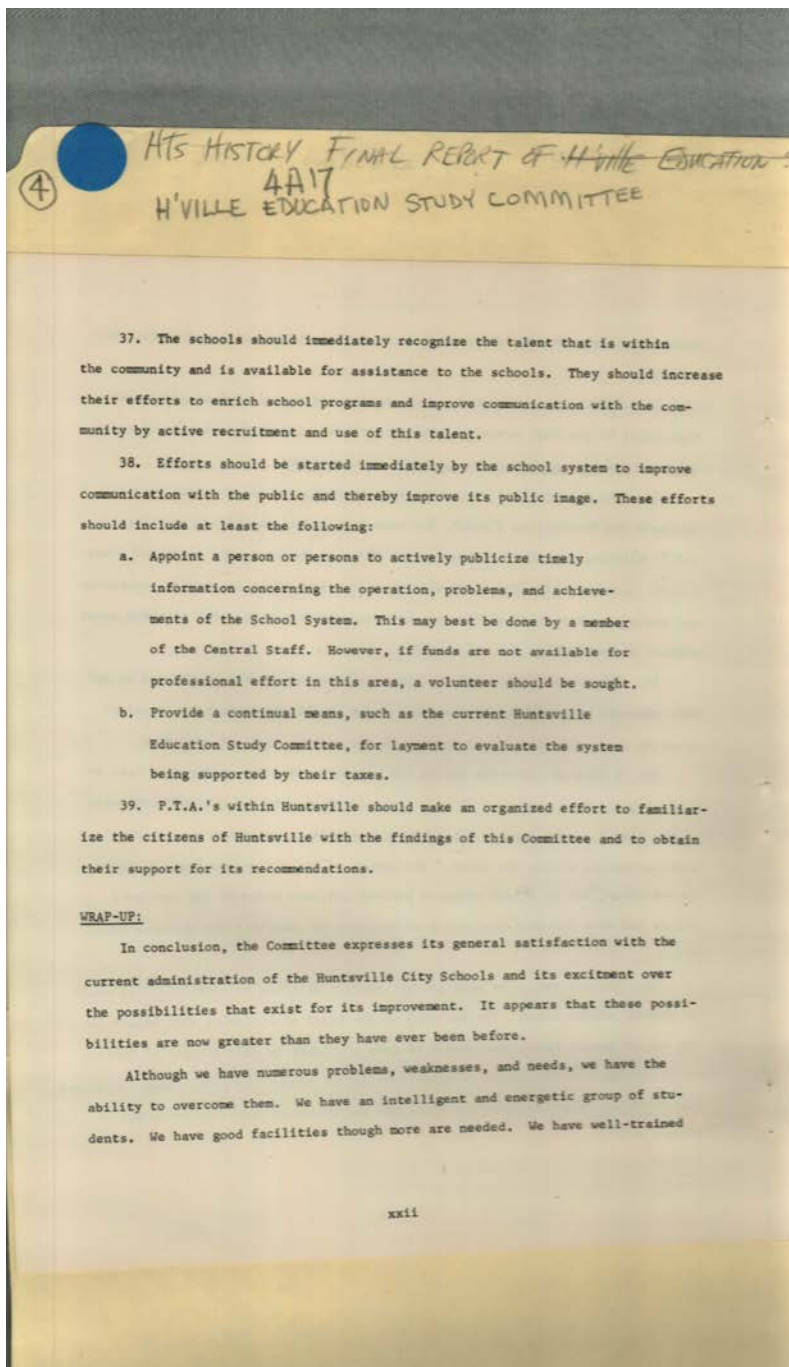 HTS HISTORY FINAL REPORT OF H'ville EDUCATION
4
4A17
H'VILLE EDUCATION STUDY COMMITTEE
37. The schools should immediately recognize the talent that is within
the community and is available for assistance to the schools. They should increase
their efforts to enrich school programs and improve communication with the com-
munity by active recruitment and use of this talent.
38. Efforts should be started immediately by the school system to improve
communication with the public and thereby improve its public image. These efforts
should include at least the following:
a. Appoint a person or persons to actively publicize timely
information concerning the operation, problems, and achieve-
ments of the School System. This may best be done by a member
of the Central Staff. However, if funds are not available for
professional effort in this area, a volunteer should be sought.
b. Provide a continual means, such as the current Huntsville
Education Study Committee, for layment to evaluate the system
being supported by their taxes.
39. P.T.A.'s within Huntsville should make an organized effort to familiar-
ize the citizens of Huntsville with the findings of this Committee and to obtain
their support for its recommendations.
WRAP-UP:
In conclusion, the Committee expresses its general satisfaction with the
current administration of the Huntsville City Schools and its excitment over
the possibilities that exist for its improvement. It appears that these possi-
bilities are now greater than they have ever been before.
Although we have numerous problems, weaknesses, and needs, we have the
ability to overcome them. We have an intelligent and energetic group of stu-
dents. We have good facilities though more are needed. We have well-trained
xxii